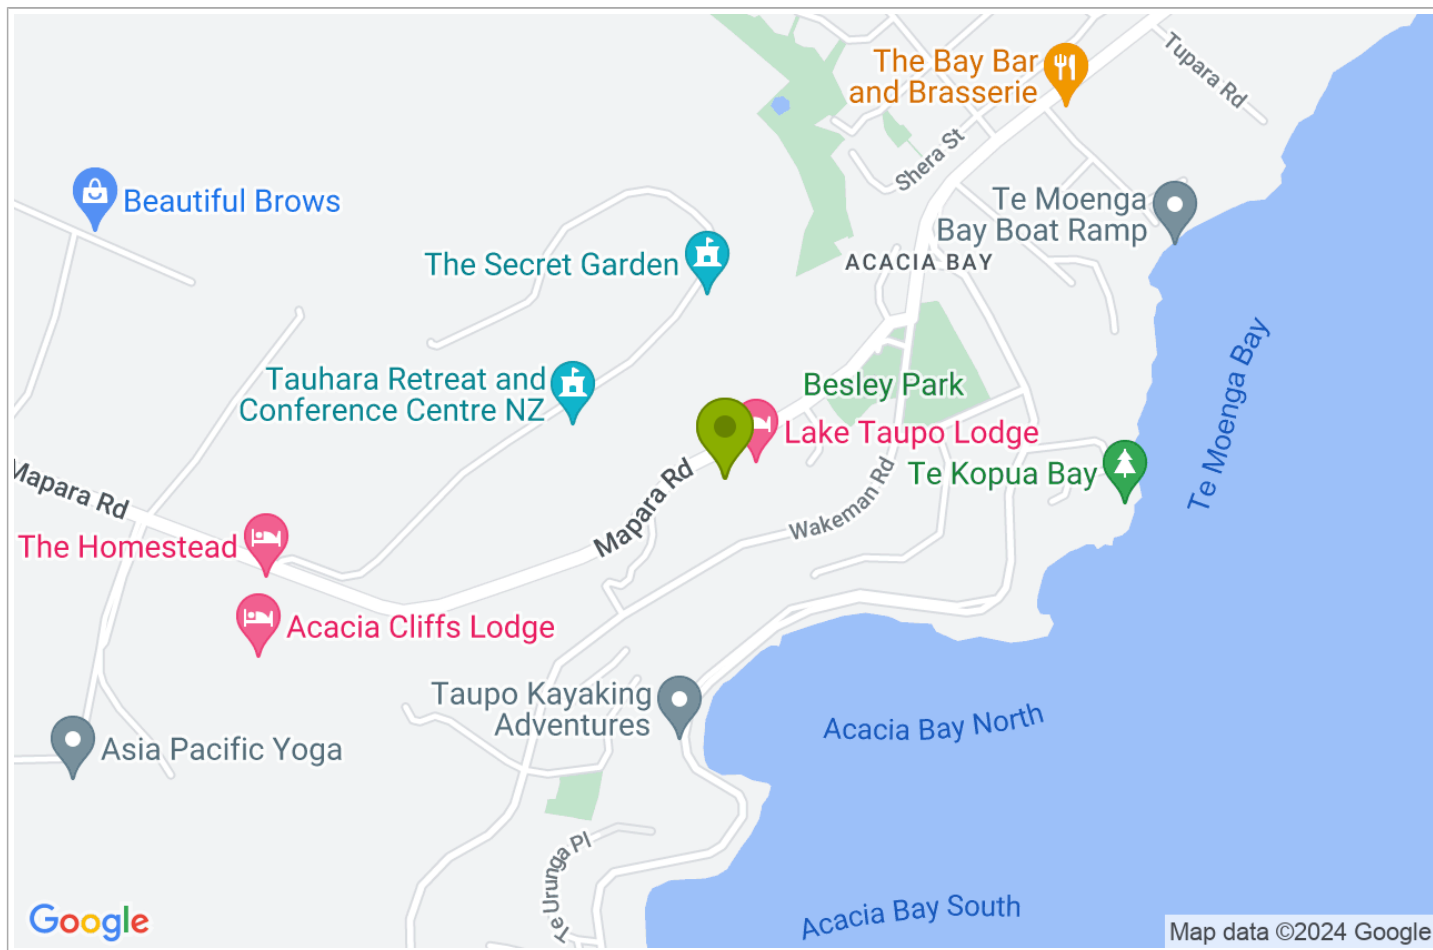 The Bay Bar
and Brasserie
Tupara Rd
Shera St
Beautiful Brows
Te Moenga
Bay Boat Ramp
The Secret Garden
ACACIA BAY
Tauhara Retreat and
Conference Centre NZ
Besley Park
Te Moenga Bay
Lake Taupo Lodge
Te Kopua Bay
Mapara Rd
Mapara Rd
Wakeman Rd
The Homestead
Acacia Cliffs Lodge
Taupo Kayaking
Adventures
Acacia Bay North
Asia Pacific Yoga
Te Urunga Pl
Acacia Bay South
Google
Map data ©2024 Google